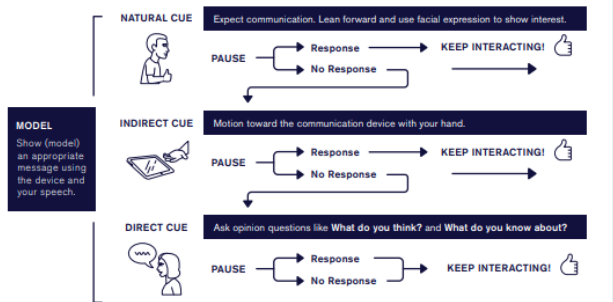 NATURAL CUE
Expect communication. Lean forward and use facial expression to show interest.
PAUSE
Response
KEEP INTERACTING!
No Response
MODEL
Show (model)
an appropriate
message using
the device and
your speech.
INDIRECT CUE
Motion toward the communication device with your hand.
PAUSE
Response
KEEP INTERACTING!
No Response
DIRECT CUE
Ask opinion questions like What do you think? and What do you know about?
PAUSE
Response
No Response
KEEP INTERACTING!